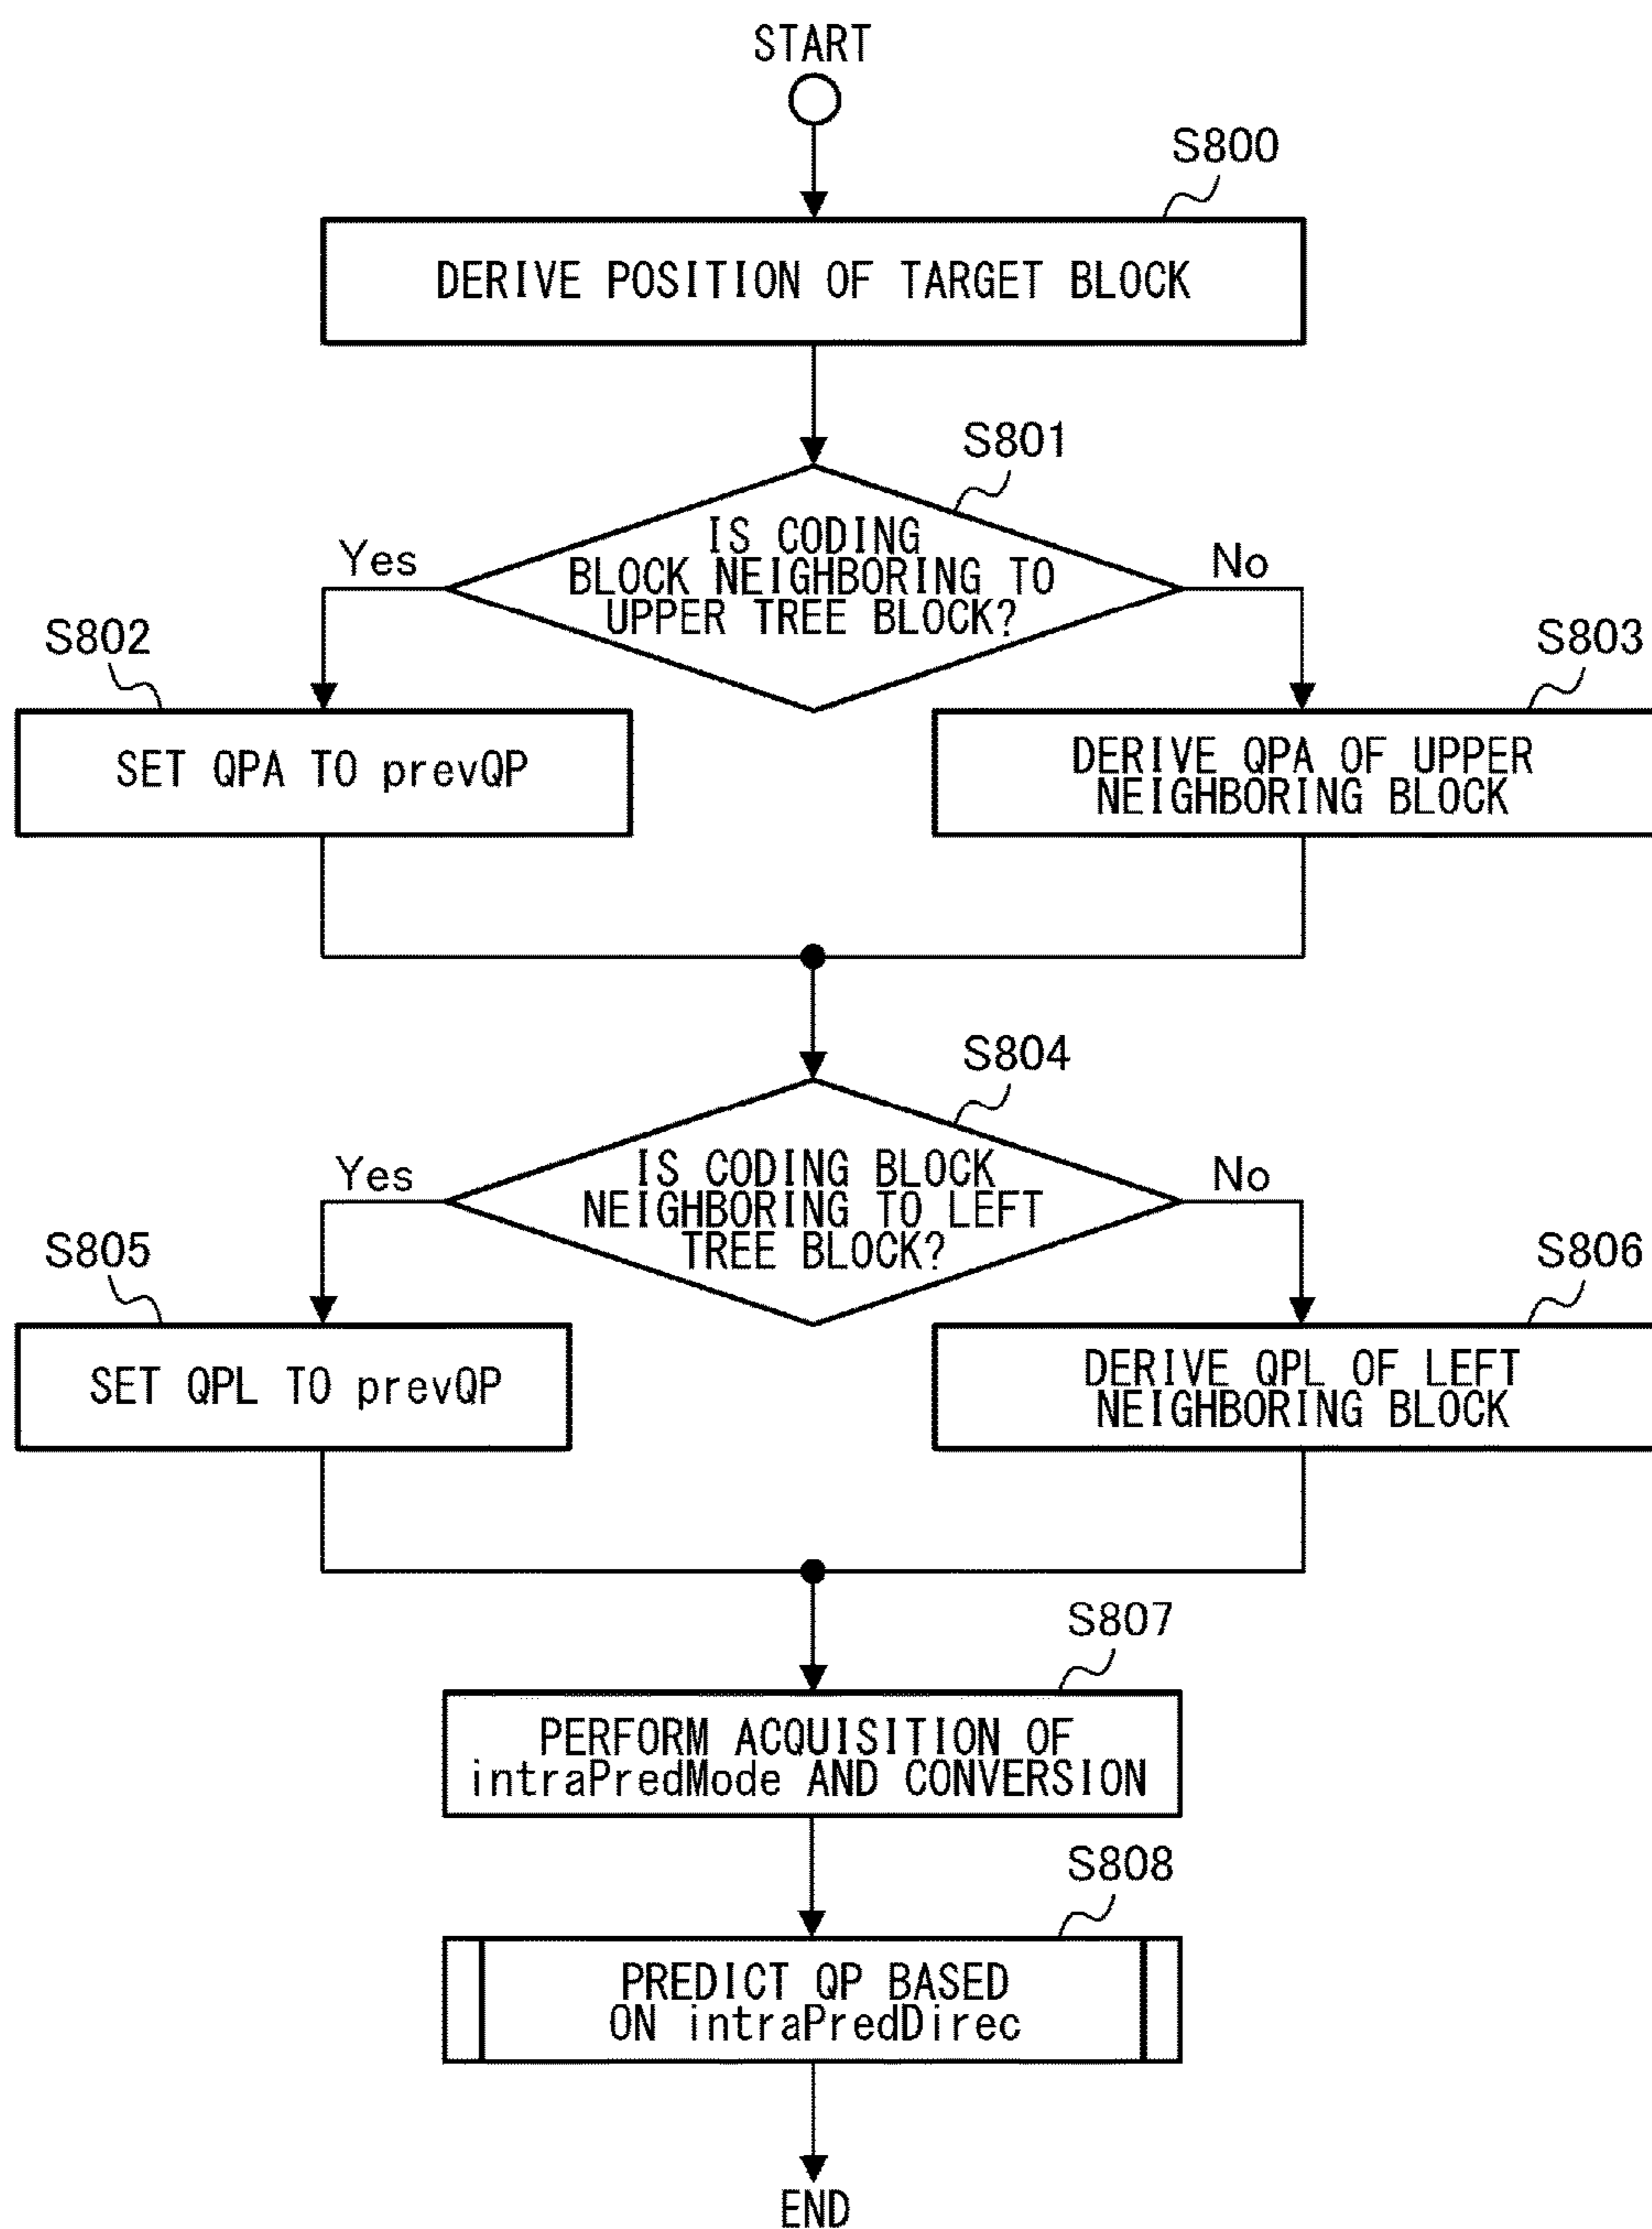 START
S800
DERIVE POSITION OF TARGET BLOCK
S801
IS CODING
BLOCK NEIGHBORING TO
UPPER TREE BLOCK?
Yes
No
S802
S803
SET QPA TO prevQP
DERIVE QPA OF UPPER
NEIGHBORING BLOCK
S804
IS CODING BLOCK
NEIGHBORING TO LEFT
TREE BLOCK?
Yes
No
S805
S806
SET QPL TO prevQP
DERIVE QPL OF LEFT
NEIGHBORING BLOCK
S807
PERFORM ACQUISITION OF
intraPredMode AND CONVERSION
S808
PREDICT QP BASED
ON intraPredDirec
END